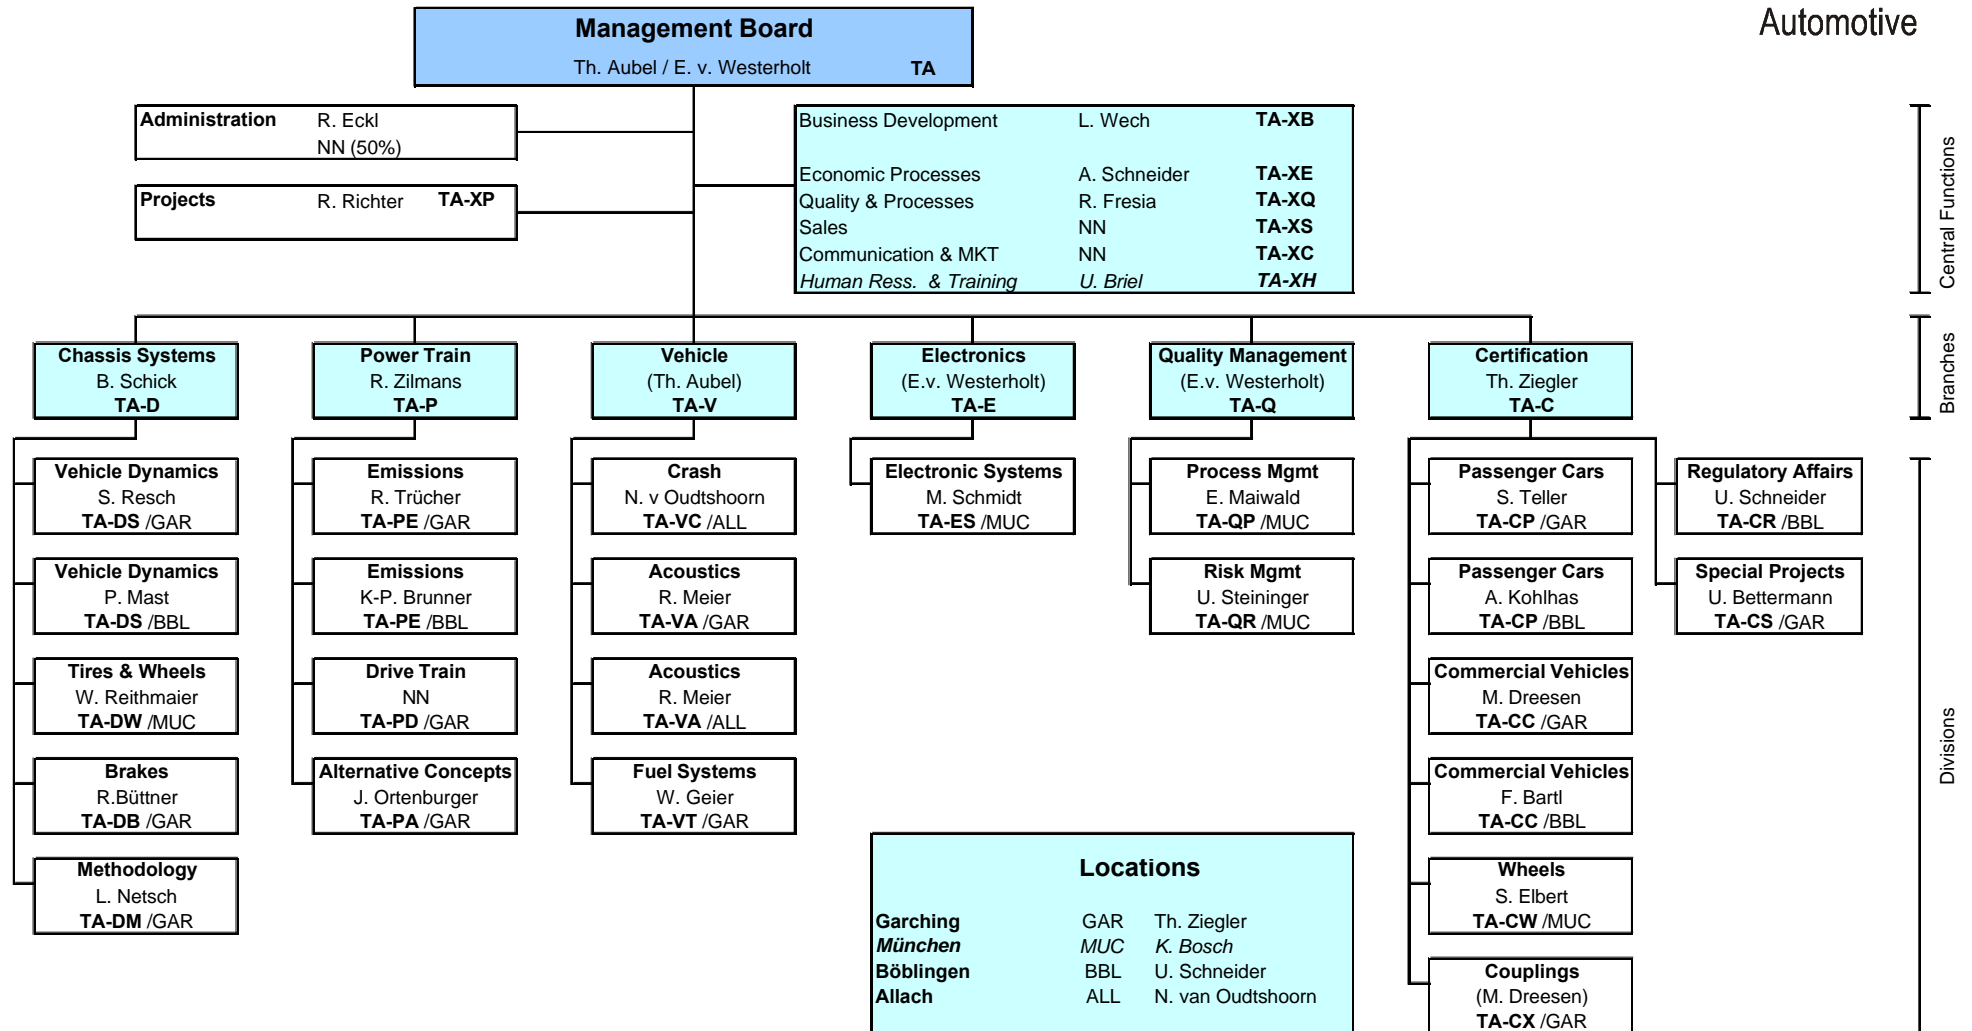 Automotive
Management Board
Th. Aubel / E. v. Westerholt TA
Administration R. Eckl
NN (50%)
Projects R. Richter TA-XP
Business Development L. Wech TA-XB
Economic Processes A. Schneider TA-XE
Quality & Processes R. Fresia TA-XQ
Sales NN TA-XS
Communication & MKT NN TA-XC
Human Ress. & Training U. Briel TA-XH
Central Functions
Chassis Systems
B. Schick
TA-D
Power Train
R. Zilmans
TA-P
Vehicle
(Th. Aubel)
TA-V
Electronics
(E.v. Westerholt)
TA-E
Quality Management
(E.v. Westerholt)
TA-Q
Certification
Th. Ziegler
TA-C
Branches
Vehicle Dynamics
S. Resch
TA-DS /GAR
Vehicle Dynamics
P. Mast
TA-DS /BBL
Tires & Wheels
W. Reithmaier
TA-DW /MUC
Brakes
R.Büttner
TA-DB /GAR
Methodology
L. Netsch
TA-DM /GAR
Emissions
R. Trücher
TA-PE /GAR
Emissions
K-P. Brunner
TA-PE /BBL
Drive Train
NN
TA-PD /GAR
Alternative Concepts
J. Ortenburger
TA-PA /GAR
Crash
N. v Oudtshoorn
TA-VC /ALL
Acoustics
R. Meier
TA-VA /GAR
Acoustics
R. Meier
TA-VA /ALL
Fuel Systems
W. Geier
TA-VT /GAR
Electronic Systems
M. Schmidt
TA-ES /MUC
Process Mgmt
E. Maiwald
TA-QP /MUC
Risk Mgmt
U. Steininger
TA-QR /MUC
Passenger Cars
S. Teller
TA-CP /GAR
Passenger Cars
A. Kohlhas
TA-CP /BBL
Commercial Vehicles
M. Dreesen
TA-CC /GAR
Commercial Vehicles
F. Bartl
TA-CC /BBL
Wheels
S. Elbert
TA-CW /MUC
Couplings
(M. Dreesen)
TA-CX /GAR
Regulatory Affairs
U. Schneider
TA-CR /BBL
Special Projects
U. Bettermann
TA-CS /GAR
Divisions
Locations
Garching GAR Th. Ziegler
München MUC K. Bosch
Böblingen BBL U. Schneider
Allach ALL N. van Oudtshoorn